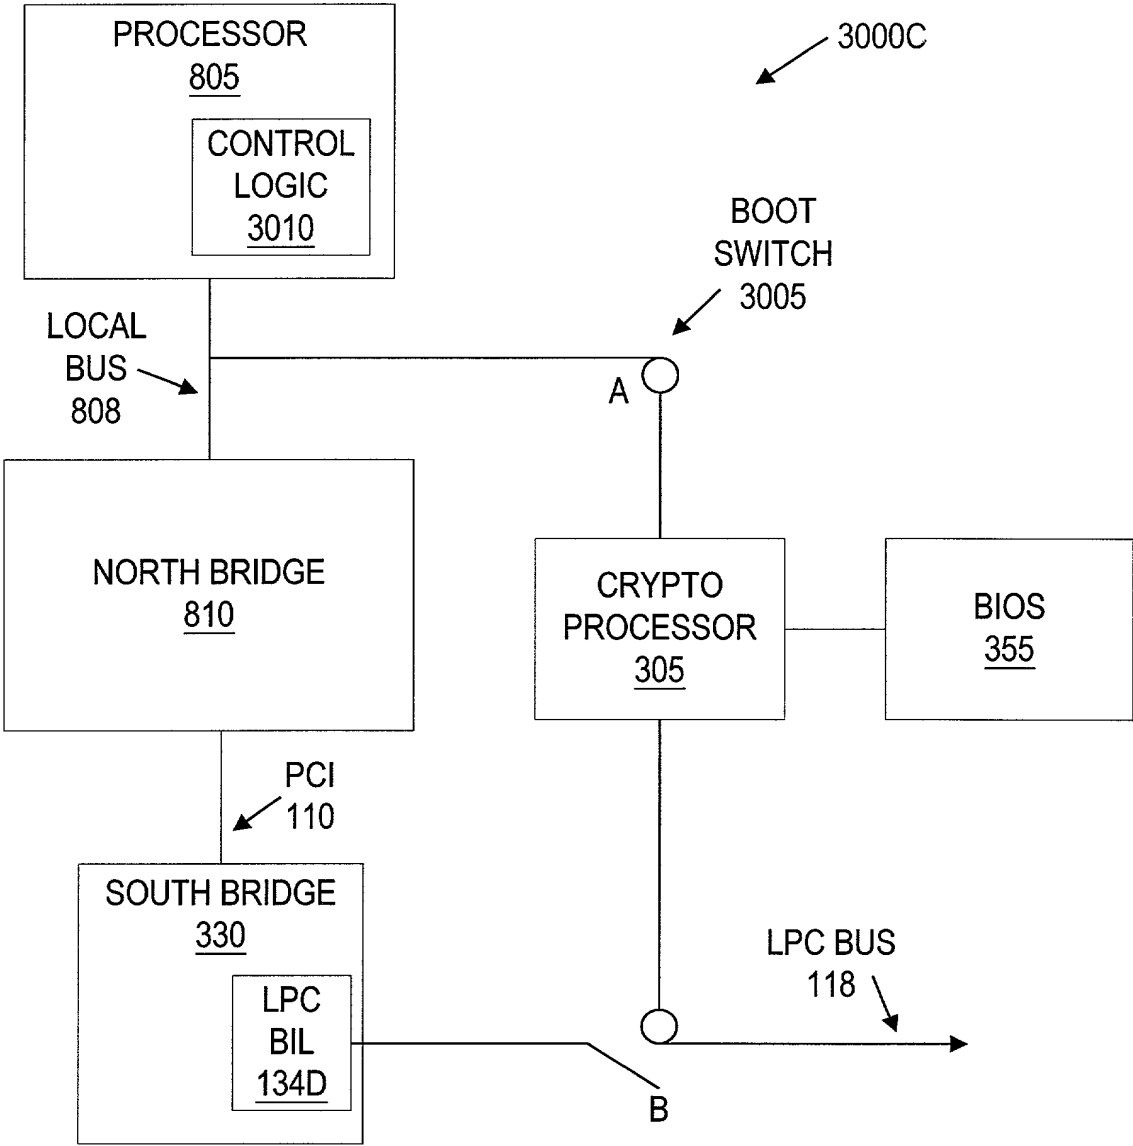 PROCESSOR
805
CONTROL
LOGIC
3010
3000C
BOOT
SWITCH
3005
LOCAL
BUS
808
A
NORTH BRIDGE
810
CRYPTO
PROCESSOR
305
BIOS
355
PCI
110
SOUTH BRIDGE
330
LPC
BIL
134D
LPC BUS
118
B